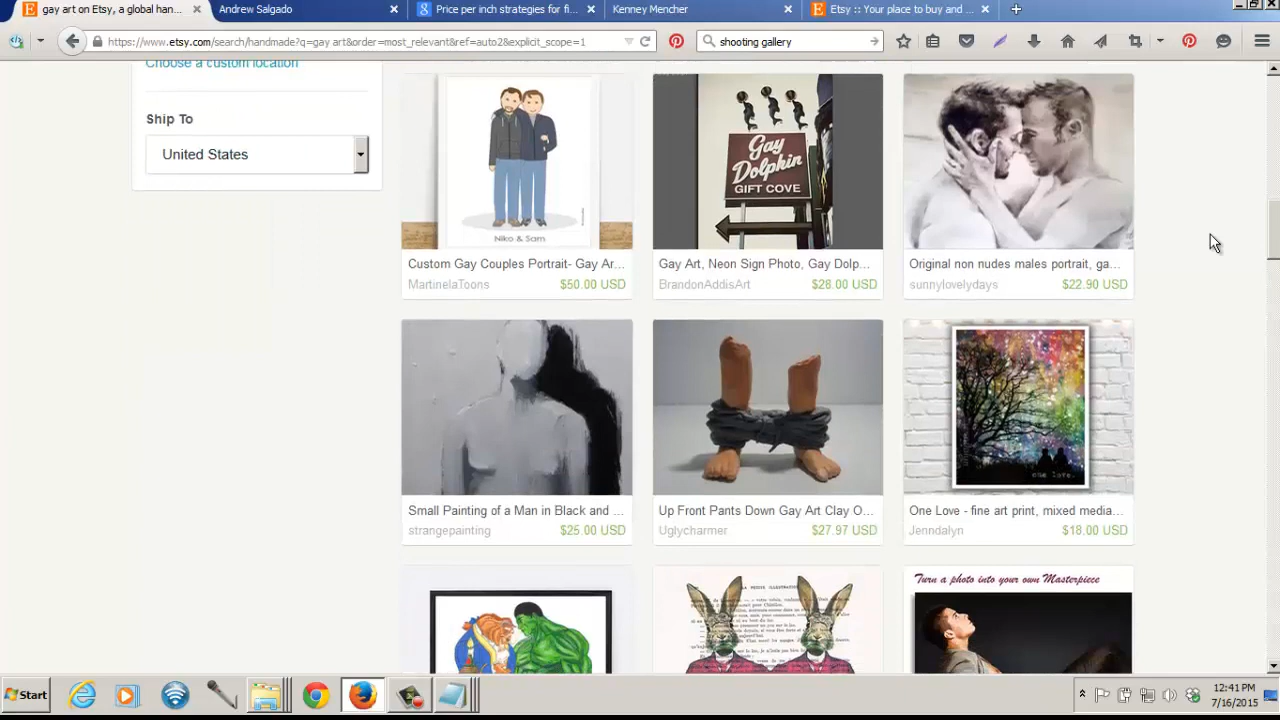 gay art on Etsy, a global han...
Andrew Salgado
Price per inch strategies for fi...
Kenney Mencher
Etsy :: Your place to buy and ...
https://www.etsy.com/search/handmade?q=gay art&order=most_relevant&ref=auto2&explicit_scope=1
shooting gallery
Choose a custom location
Ship To
United States
Niko & Sam
Gay
Dolphin
GIFT COVE
Custom Gay Couples Portrait- Gay Ar...
MartinelaToons $50.00 USD
Gay Art, Neon Sign Photo, Gay Dolp...
BrandonAddisArt $28.00 USD
Original non nudes males portrait, ga...
sunnylovelydays $22.90 USD
one love.
Small Painting of a Man in Black and ...
strangepainting $25.00 USD
Up Front Pants Down Gay Art Clay O...
Uglycharmer $27.97 USD
One Love - fine art print, mixed media...
Jenndalyn $18.00 USD
LA PETITE ILLUSTRATION
Turn a photo into your own Masterpiece
Start
12:41 PM
7/16/2015